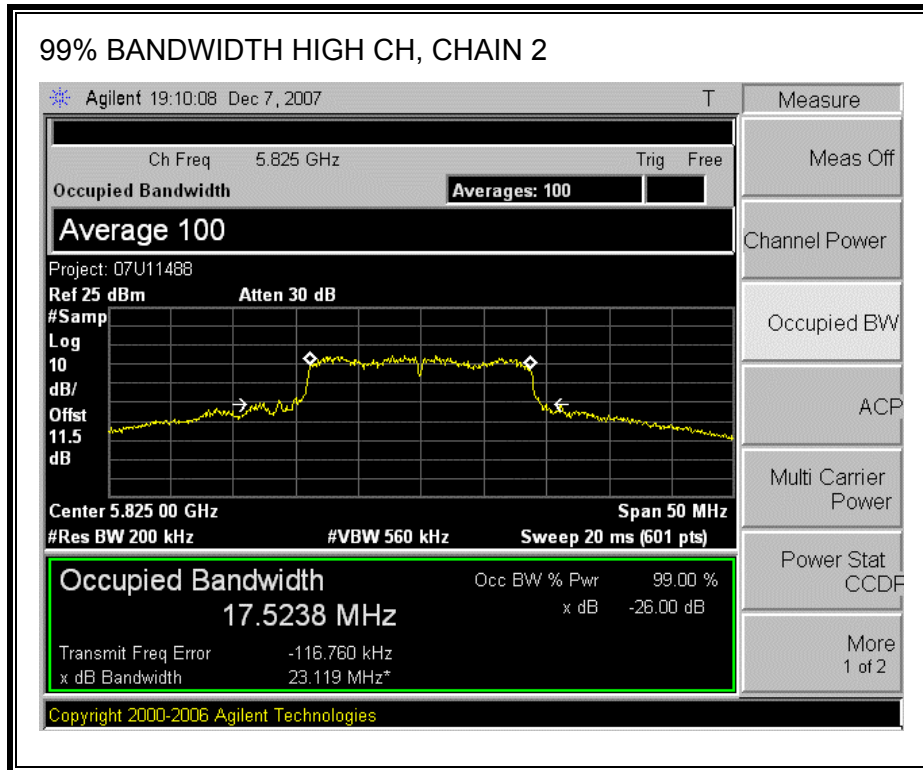 99% BANDWIDTH HIGH CH, CHAIN 2
Agilent 19:10:08 Dec 7, 2007 T
Measure
Ch Freq 5.825 GHz Trig Free
Occupied Bandwidth Averages: 100
Average 100
Project: 07U11488
Ref 25 dBm Atten 30 dB
#Samp
Log
10
dB/
Offst
11.5
dB
Center 5.825 00 GHz Span 50 MHz
#Res BW 200 kHz #VBW 560 kHz Sweep 20 ms (601 pts)
Occupied Bandwidth
17.5238 MHz
Occ BW % Pwr 99.00 %
x dB -26.00 dB
Transmit Freq Error -116.760 kHz
x dB Bandwidth 23.119 MHz*
Copyright 2000-2006 Agilent Technologies
Meas Off
Channel Power
Occupied BW
ACP
Multi Carrier
Power
Power Stat
CCDF
More
1 of 2